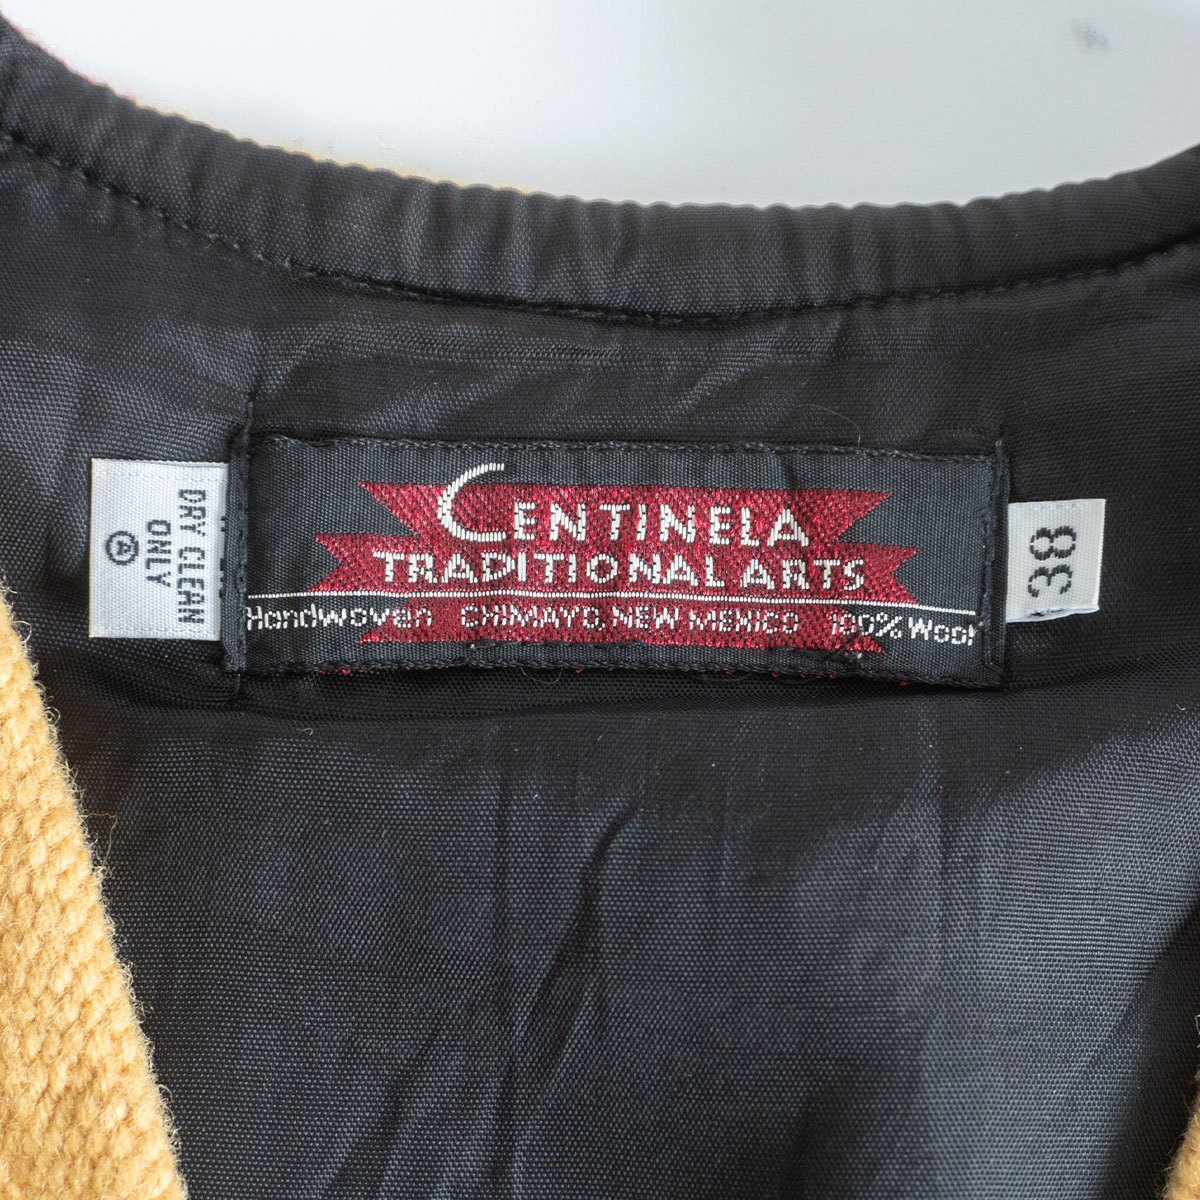 CENTINELA
TRADITIONAL ARTS
Handwoven CHIMAYO, NEW MEXICO 100% Wool
DRY CLEAN
ONLY
A
38